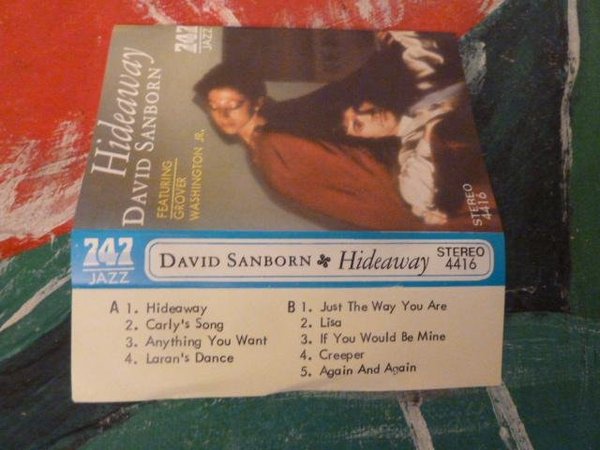 Hideaway
DAVID SANBORN
FEATURING
GROVER
WASHINGTON JR.
747
JAZZ
STEREO
4416
747
JAZZ
DAVID SANBORN Hideaway
STEREO
4416
A 1. Hideaway
2. Carly's Song
3. Anything You Want
4. Laran's Dance
B 1. Just The Way You Are
2. Lisa
3. If You Would Be Mine
4. Creeper
5. Again And Again